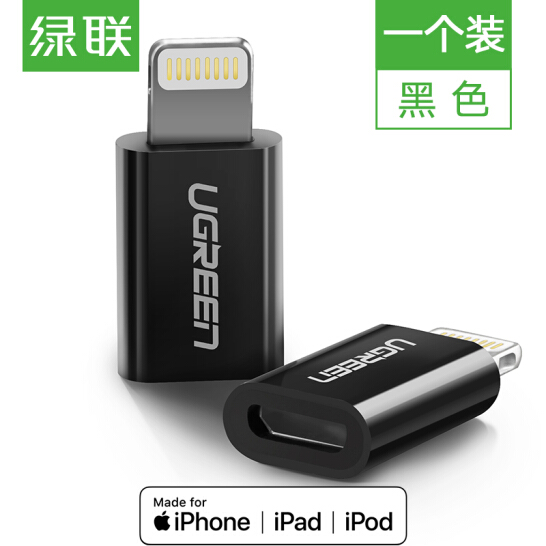 绿联
一个装
黑色
UGREEN
UGREEN
Made for
iPhone | iPad | iPod